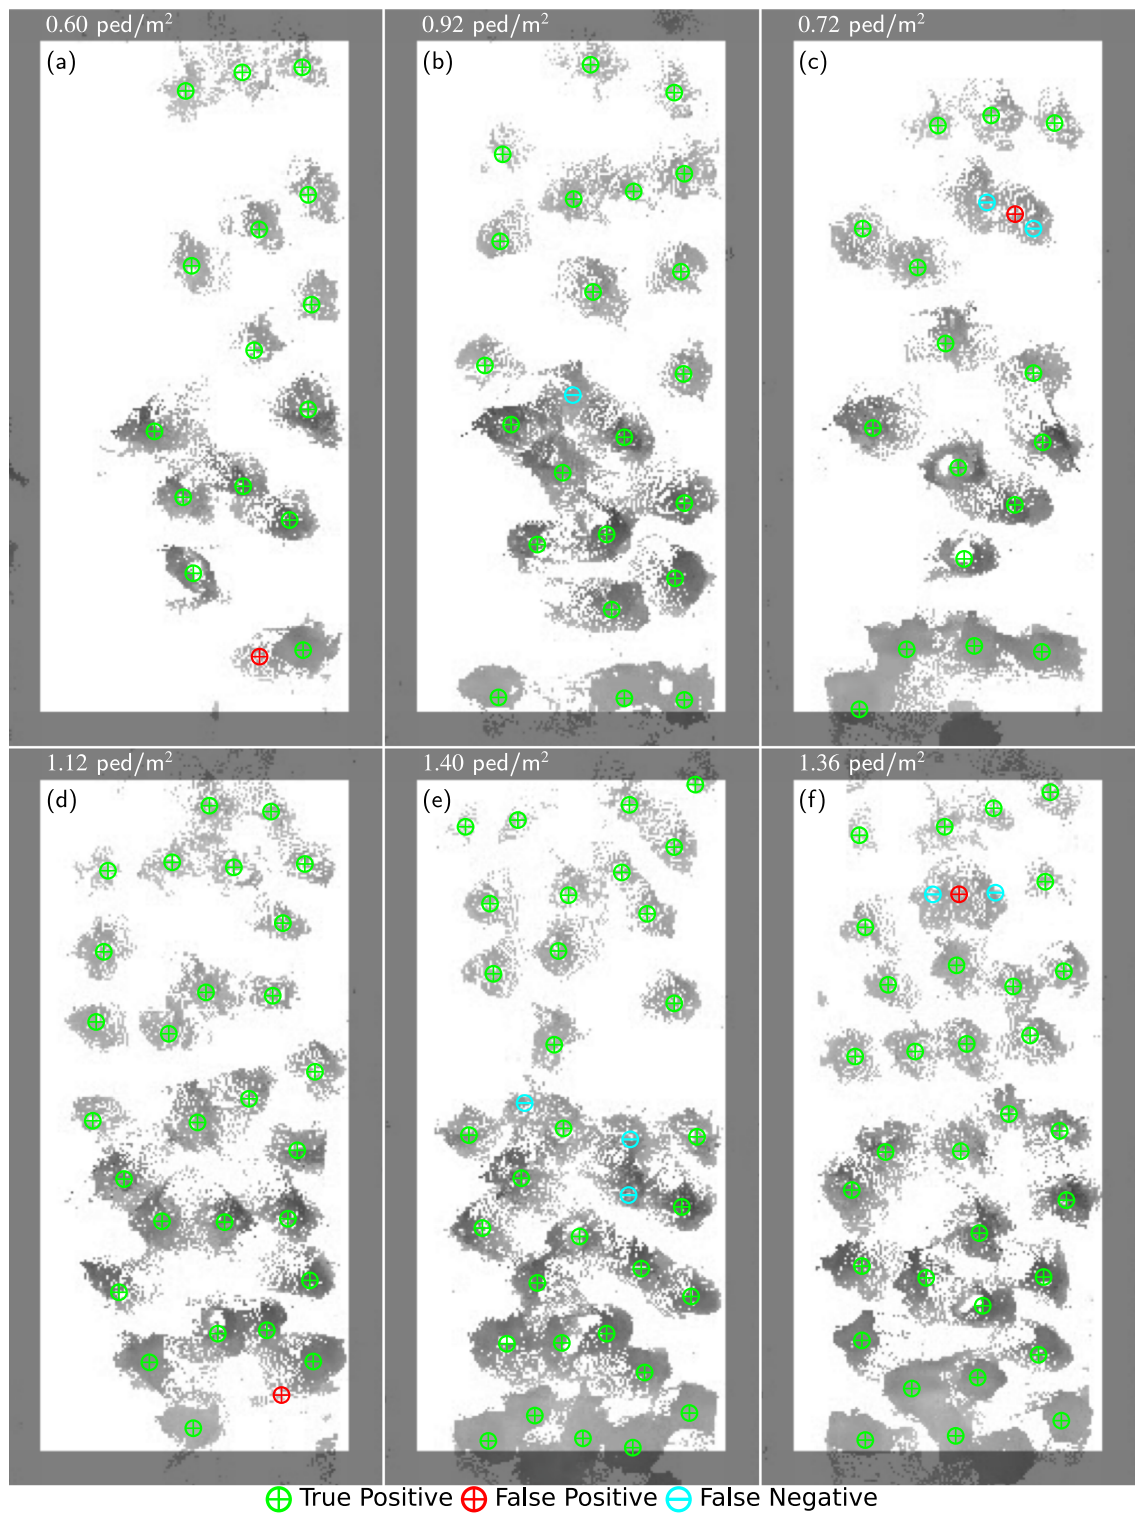 0.60 ped/m²
0.92 ped/m²
0.72 ped/m²
(a)
(b)
(c)
1.12 ped/m²
1.40 ped/m²
1.36 ped/m²
(d)
(e)
(f)
True Positive False Positive False Negative